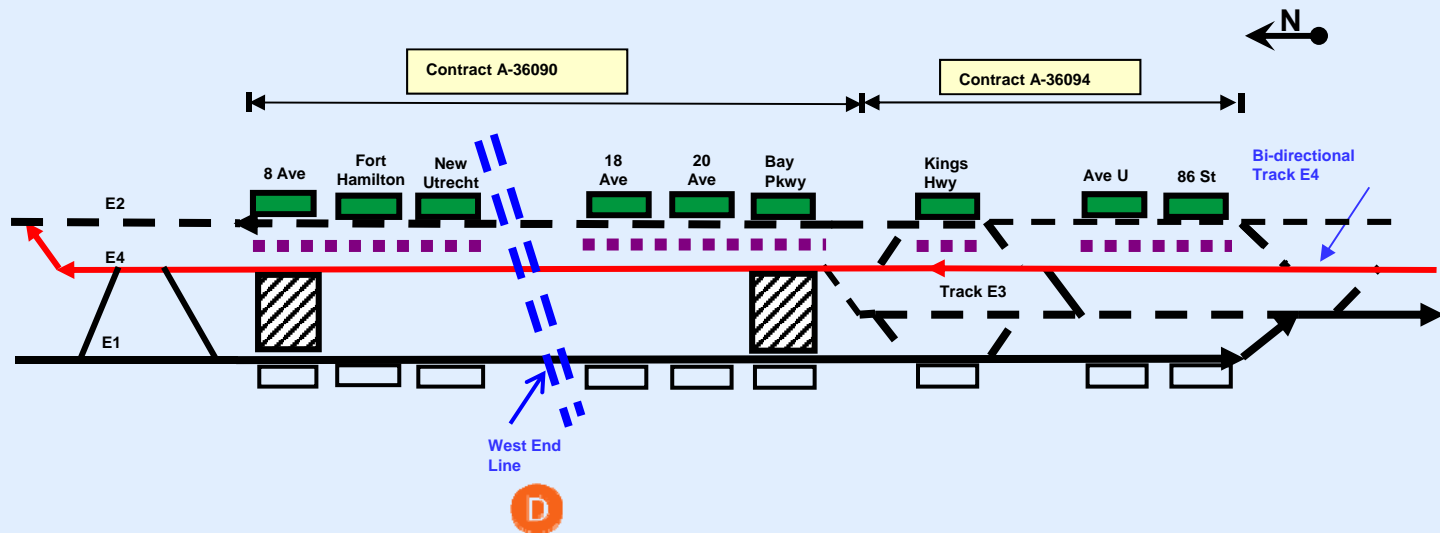 N
Contract A-36090
Contract A-36094
8 Ave
Fort
Hamilton
New
Utrecht
18
Ave
20
Ave
Bay
Pkwy
Kings
Hwy
Ave U
86 St
Bi-directional
Track E4
E2
E4
Track E3
E1
West End
Line
D